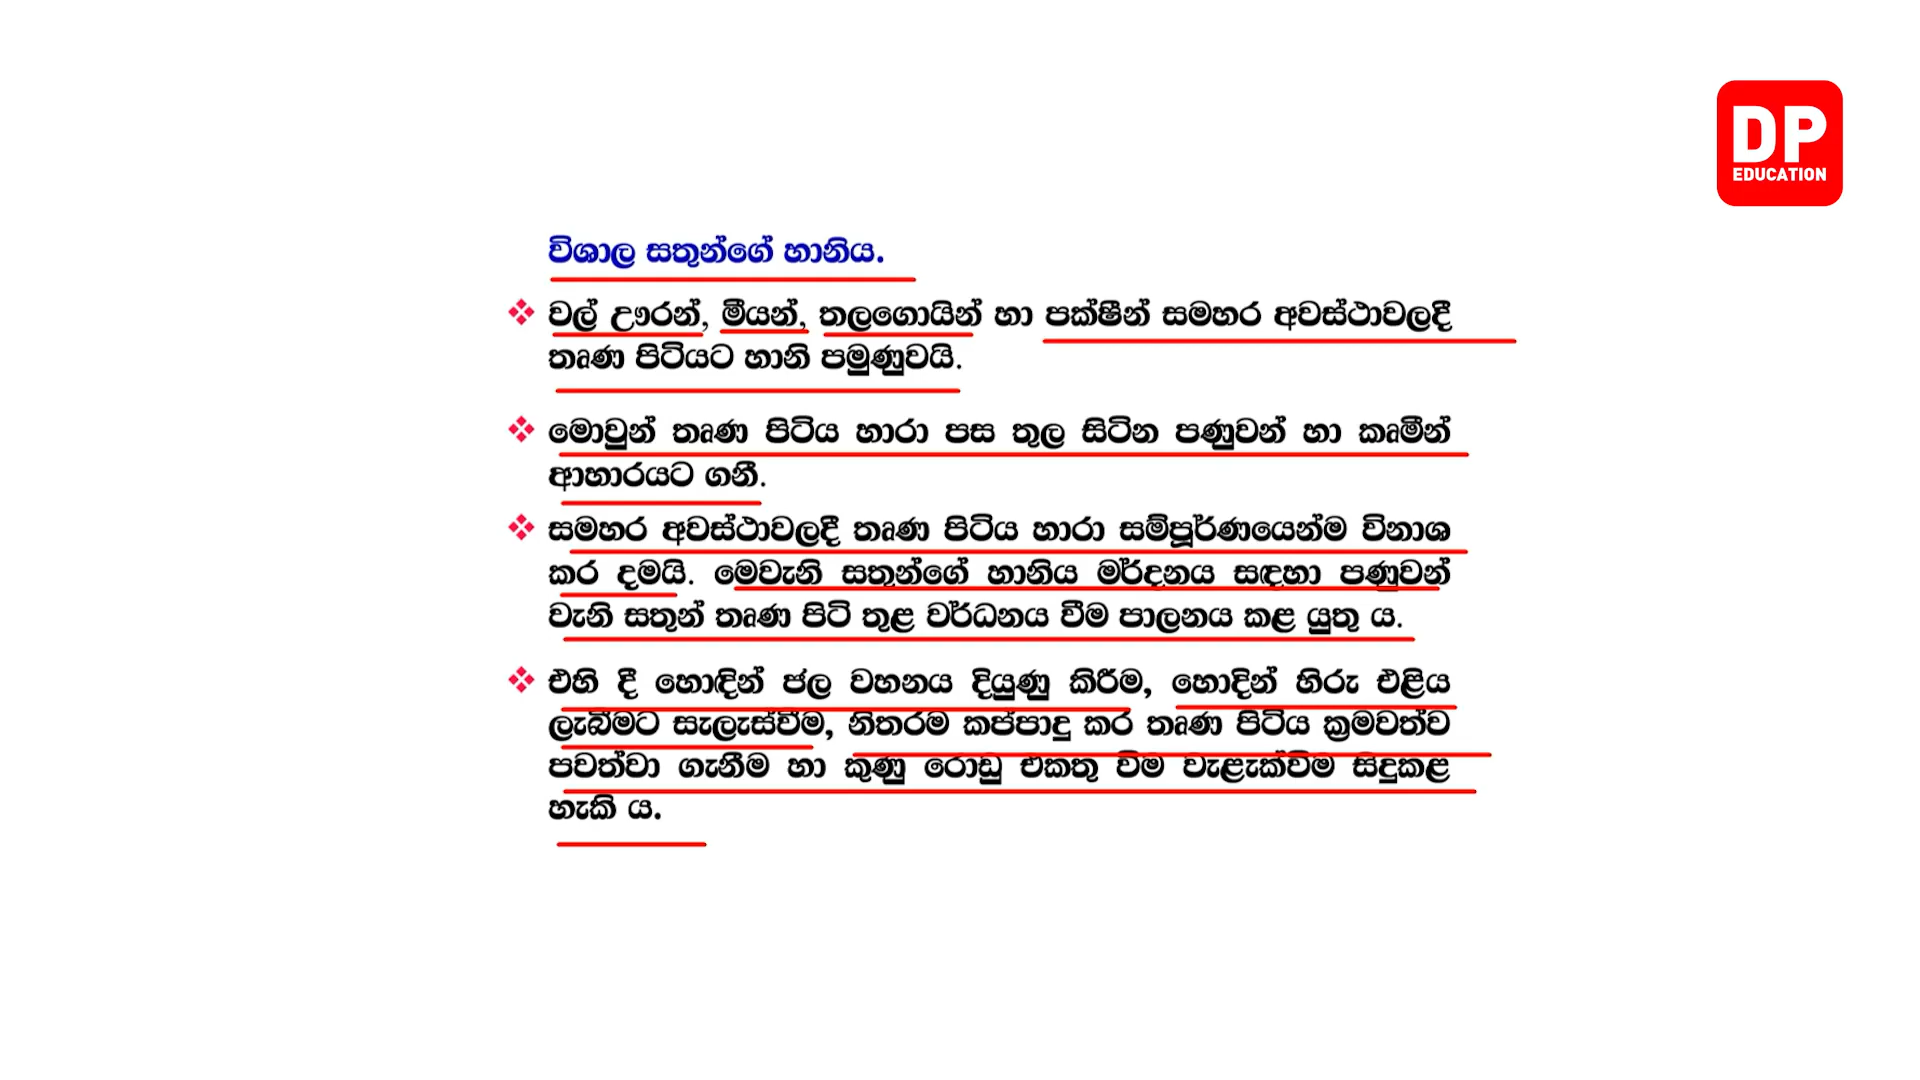 DP
EDUCATION
විශාල සතුන්ගේ හානිය.
❖ වල් ඌරන්, මීයන්, තලගොයින් හා පක්ෂීන් සමහර අවස්ථාවලදී
තෘණ පිටියට හානි පමුණුවයි.
❖ මොවුන් තෘණ පිටිය හාරා පස තුල සිටින පණුවන් හා කෘමීන්
ආහාරයට ගනී.
❖ සමහර අවස්ථාවලදී තෘණ පිටිය හාරා සම්පූර්ණයෙන්ම විනාශ
කර දමයි. මෙවැනි සතුන්ගේ හානිය මර්දනය සඳහා පණුවන්
වැනි සතුන් තෘණ පිටි තුළ වර්ධනය වීම පාලනය කළ යුතු ය.
❖ එහි දී හොඳින් ජල වහනය දියුණු කිරීම, හොදින් හිරු එළිය
ලැබීමට සැලැස්වීම, නිතරම කප්පාදු කර තෘණ පිටිය ක්‍රමවත්ව
පවත්වා ගැනීම හා කුණු රොඩු එකතු වීම වැළැක්වීම සිදුකළ
හැකි ය.